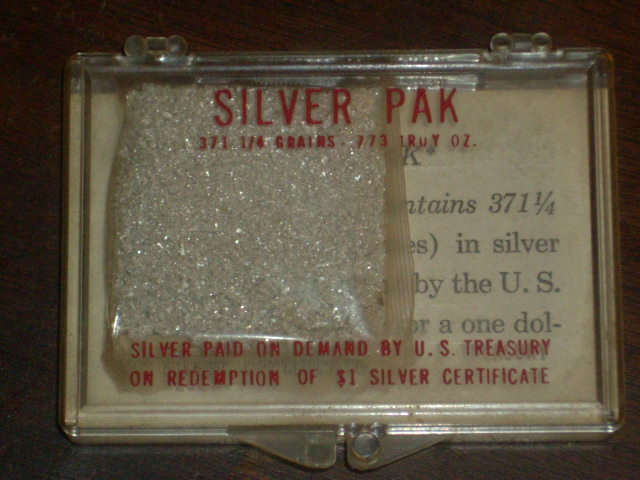 SILVER PAK
371 1/4 GRAINS - .773 TROY OZ.
K*
ntains 371¼
es) in silver
by the U. S.
or a one dol-
SILVER PAID ON DEMAND BY U.S. TREASURY
ON REDEMPTION OF $1 SILVER CERTIFICATE